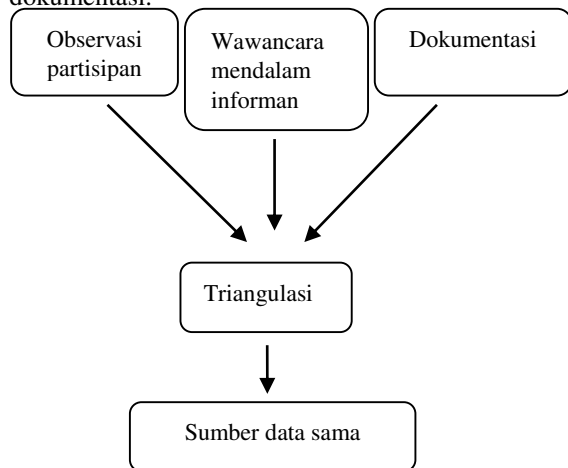 dokumentasi.
Observasi
partisipan
Wawancara
mendalam
informan
Dokumentasi
Triangulasi
Sumber data sama